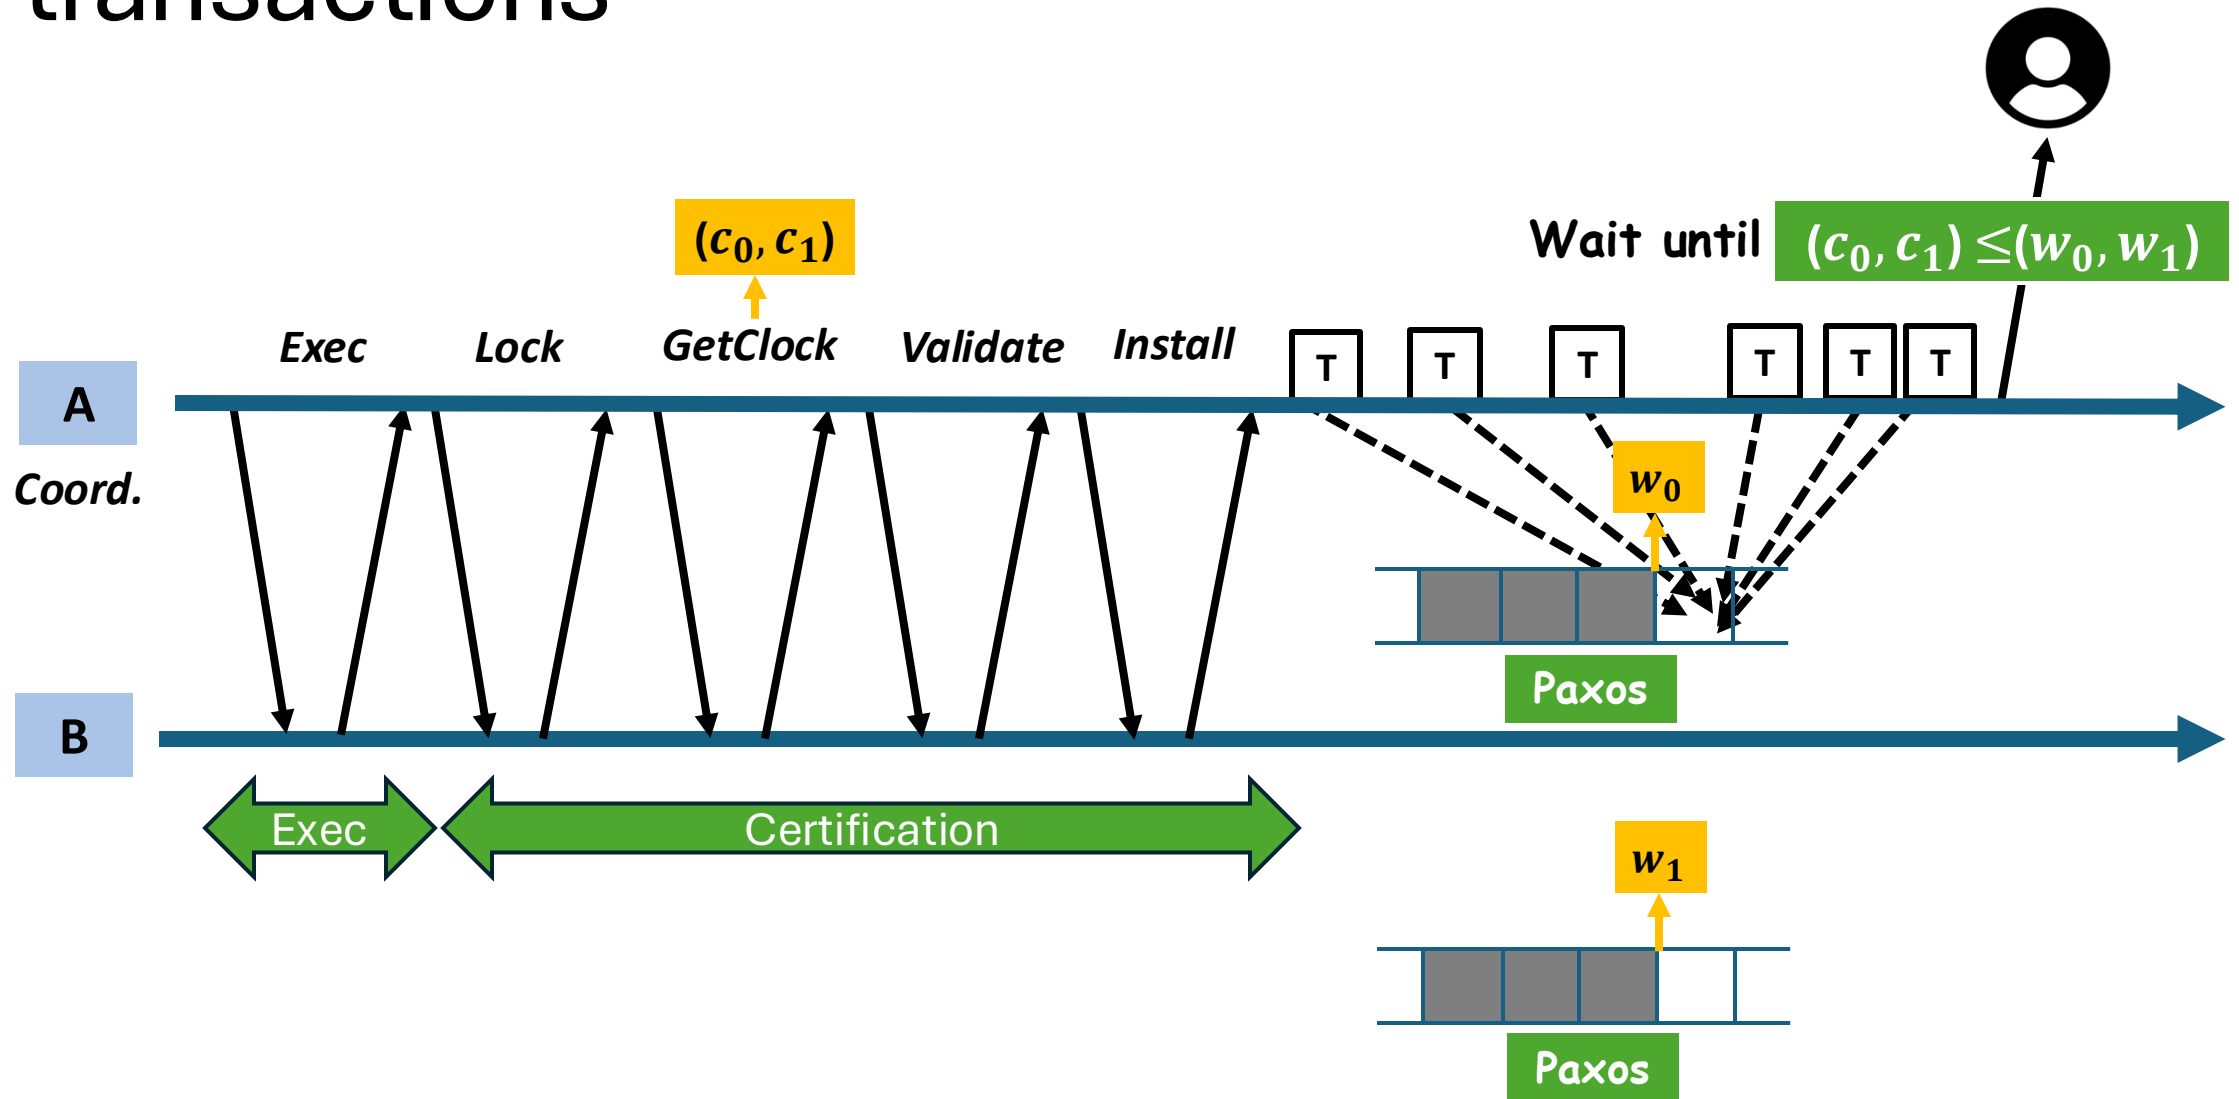 transactions
(c₀, c₁)
Wait until (c₀, c₁) ≤(w₀, w₁)
Exec Lock GetClock Validate Install
T T T T T T
A
Coord.
w₀
Paxos
B
Exec Certification
w₁
Paxos